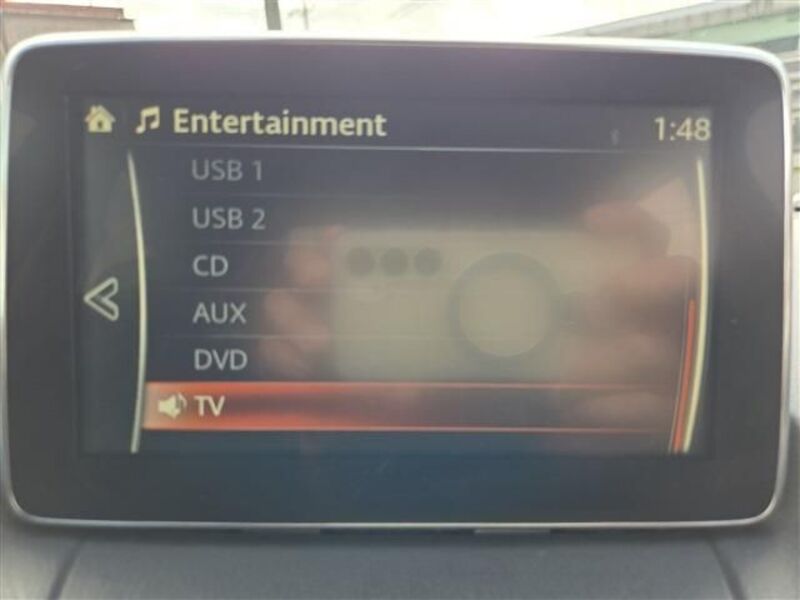 Entertainment 1:48
USB 1
USB 2
CD
AUX
DVD
TV